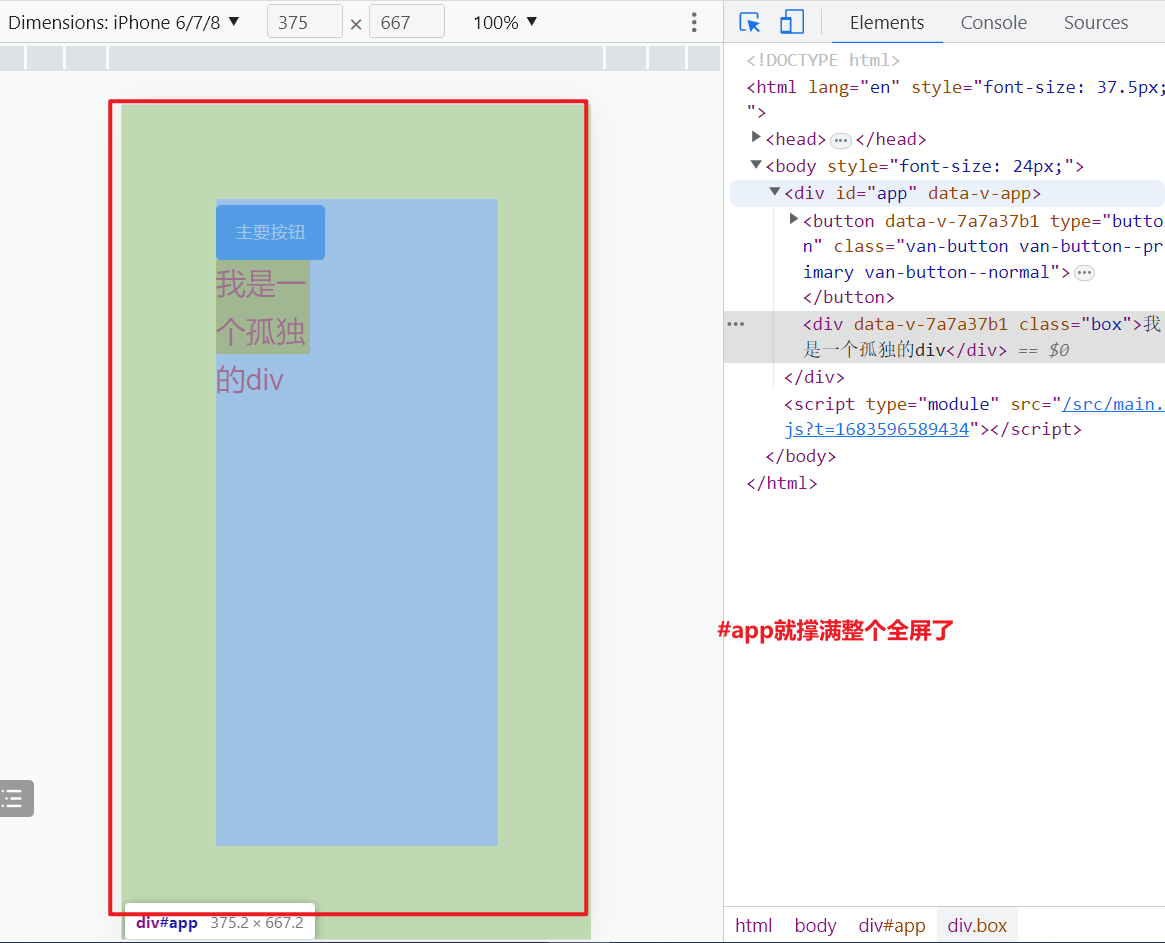 Dimensions: iPhone 6/7/8 ▼ 375 × 667 100% ▼
Elements Console Sources
<!DOCTYPE html>
<html lang="en" style="font-size: 37.5px;
">
<head>…</head>
<body style="font-size: 24px;">
<div id="app" data-v-app>
<button data-v-7a7a37b1 type="butto
n" class="van-button van-button--pr
imary van-button--normal">…
</button>
<div data-v-7a7a37b1 class="box">我
是一个孤独的div</div> == $0
</div>
<script type="module" src="/src/main.
js?t=1683596589434"></script>
</body>
</html>
主要按钮
我是一
个孤独
的div
#app就撑满整个全屏了
div#app 375.2 × 667.2
html body div#app div.box